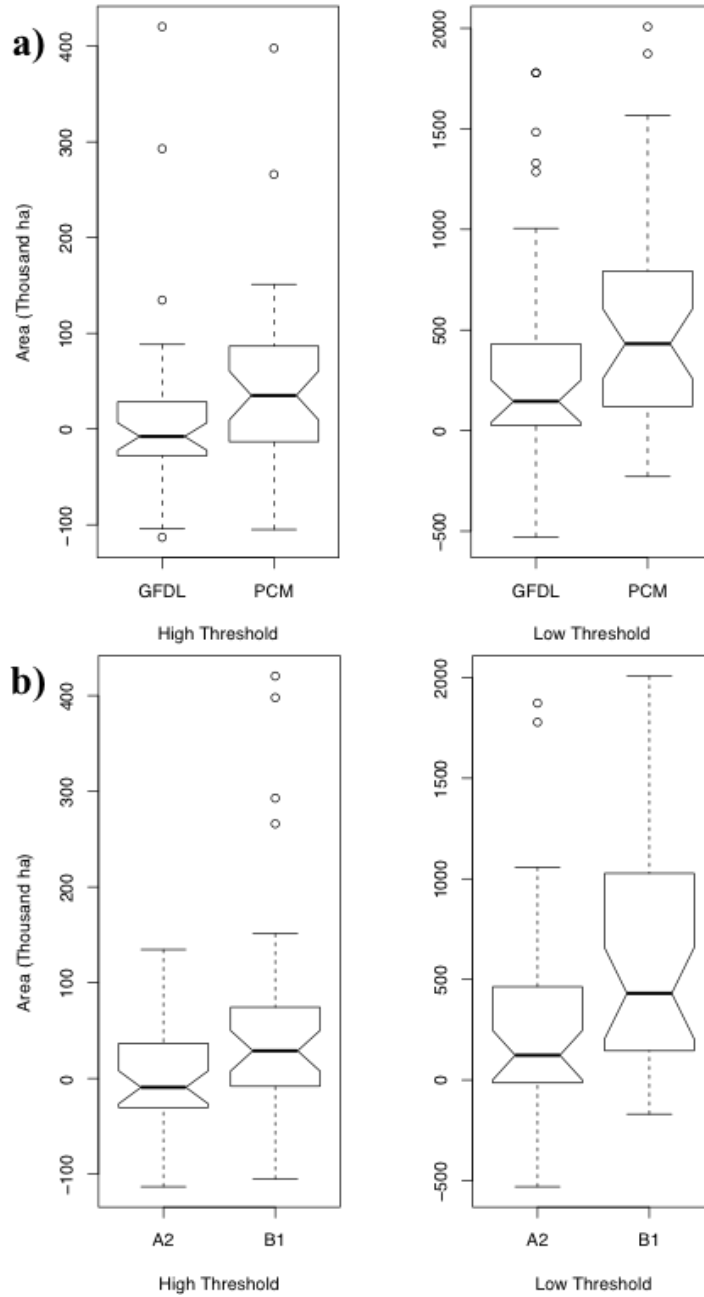 a)
Area (Thousand ha)
400
300
200
100
0
−100
GFDL PCM
High Threshold
2000
1500
1000
500
0
−500
GFDL PCM
Low Threshold
b)
Area (Thousand ha)
400
300
200
100
0
−100
A2 B1
High Threshold
2000
1500
1000
500
0
−500
A2 B1
Low Threshold